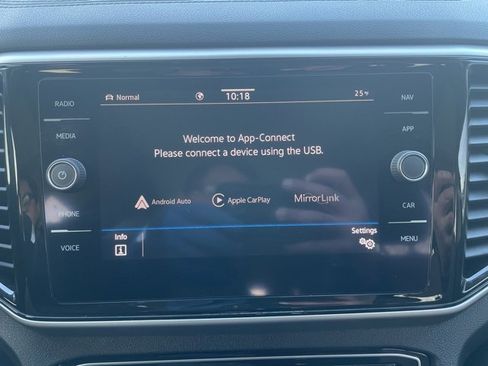 RADIO
MEDIA
PHONE
VOICE
Normal
10:18
25°F
Welcome to App-Connect
Please connect a device using the USB.
Android Auto
Apple CarPlay
MirrorLink
Info
Settings
NAV
APP
CAR
MENU